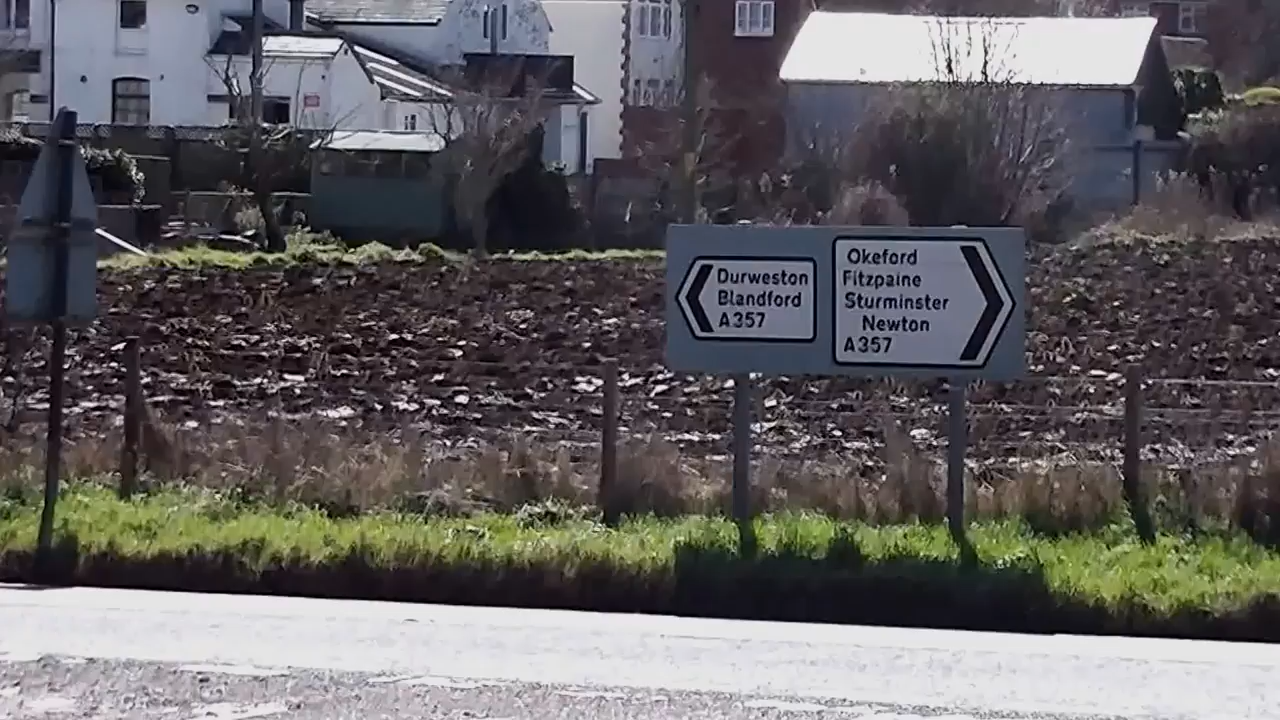 Durweston
Blandford
A357
Okeford
Fitzpaine
Sturminster
Newton
A357